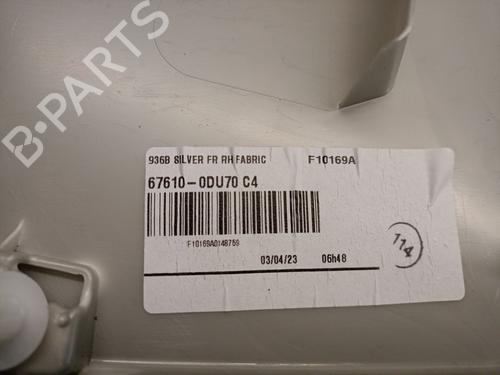 936B SILVER FR RH FABRIC F10169A
67610-0DU70 C4
F10169A0148759
03/04/23 06h48
114
B-PARTS